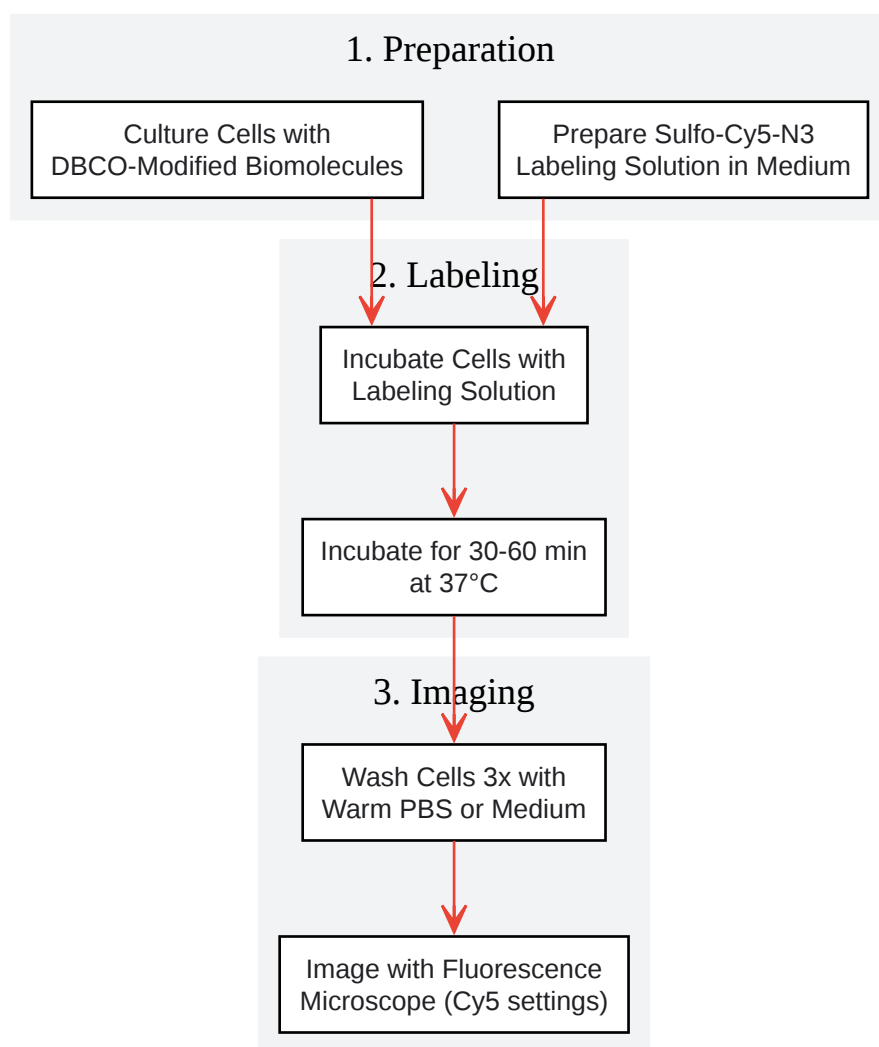 1. Preparation
Culture Cells with
DBCO-Modified Biomolecules
Prepare Sulfo-Cy5-N3
Labeling Solution in Medium
2. Labeling
Incubate Cells with
Labeling Solution
Incubate for 30-60 min
at 37°C
3. Imaging
Wash Cells 3x with
Warm PBS or Medium
Image with Fluorescence
Microscope (Cy5 settings)